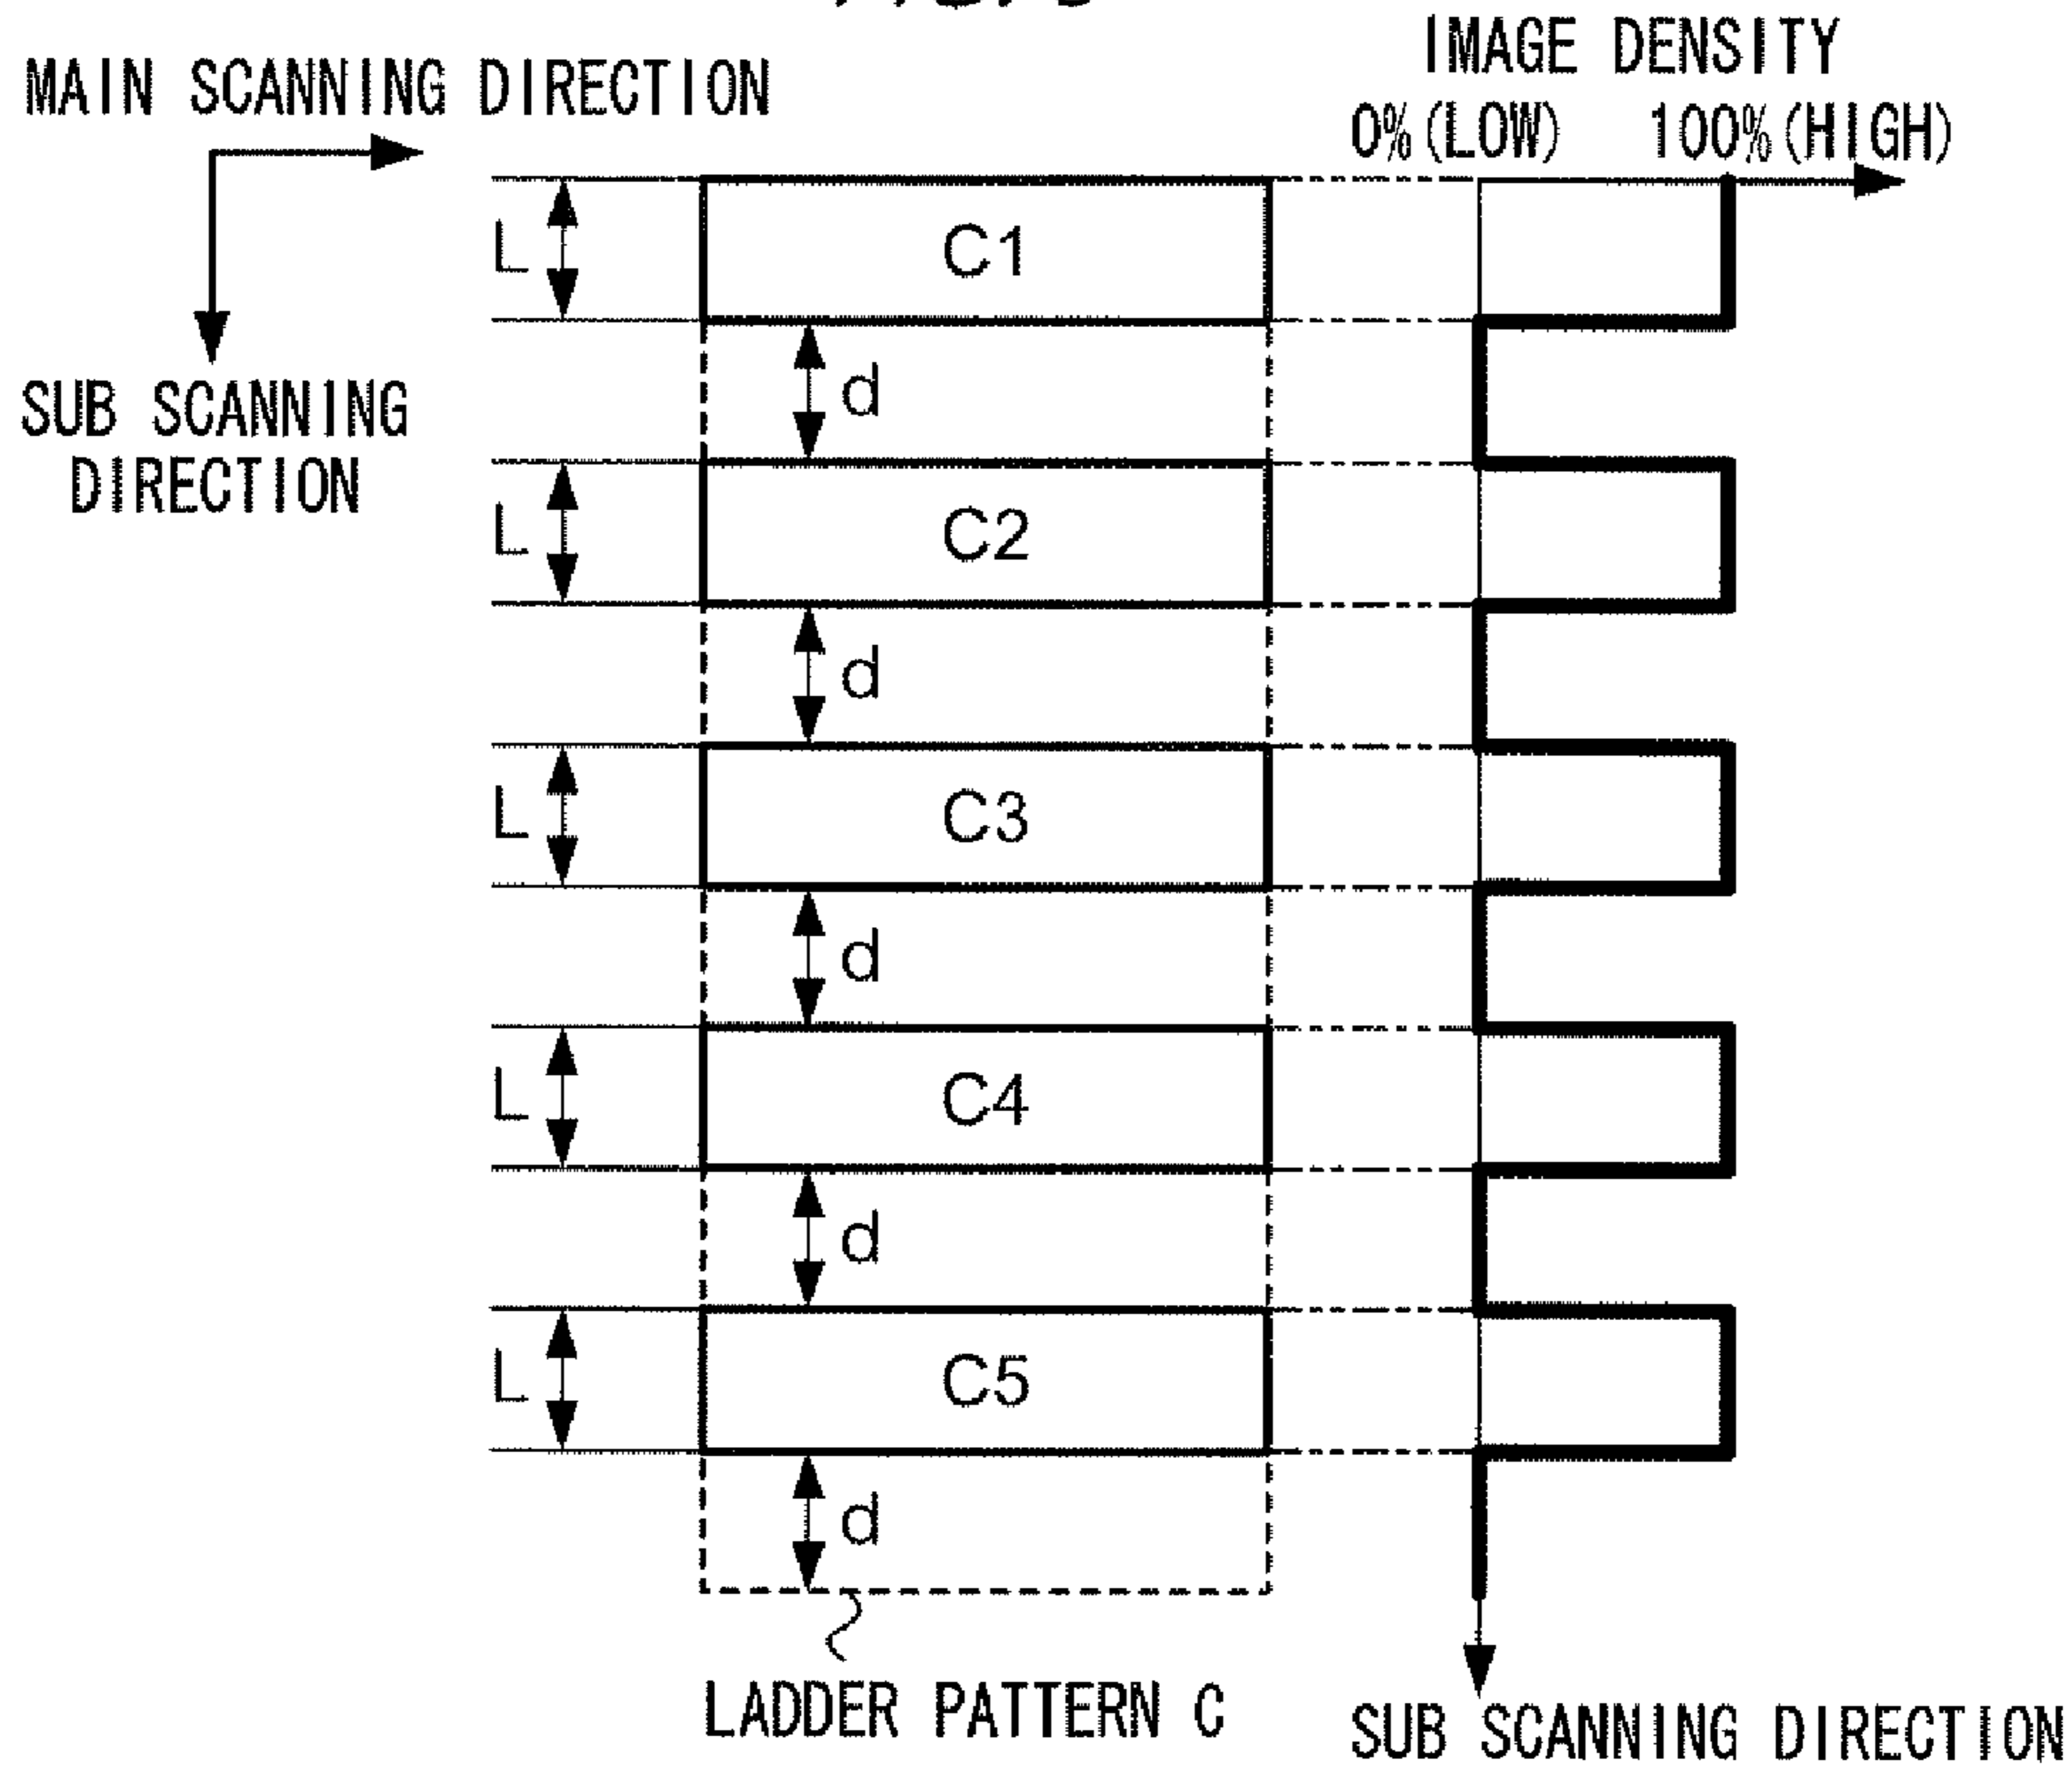 IMAGE DENSITY
0%(LOW) 100%(HIGH)
MAIN SCANNING DIRECTION
SUB SCANNING
DIRECTION
L
C1
d
L
C2
d
L
C3
d
L
C4
d
L
C5
d
LADDER PATTERN C
SUB SCANNING DIRECTION